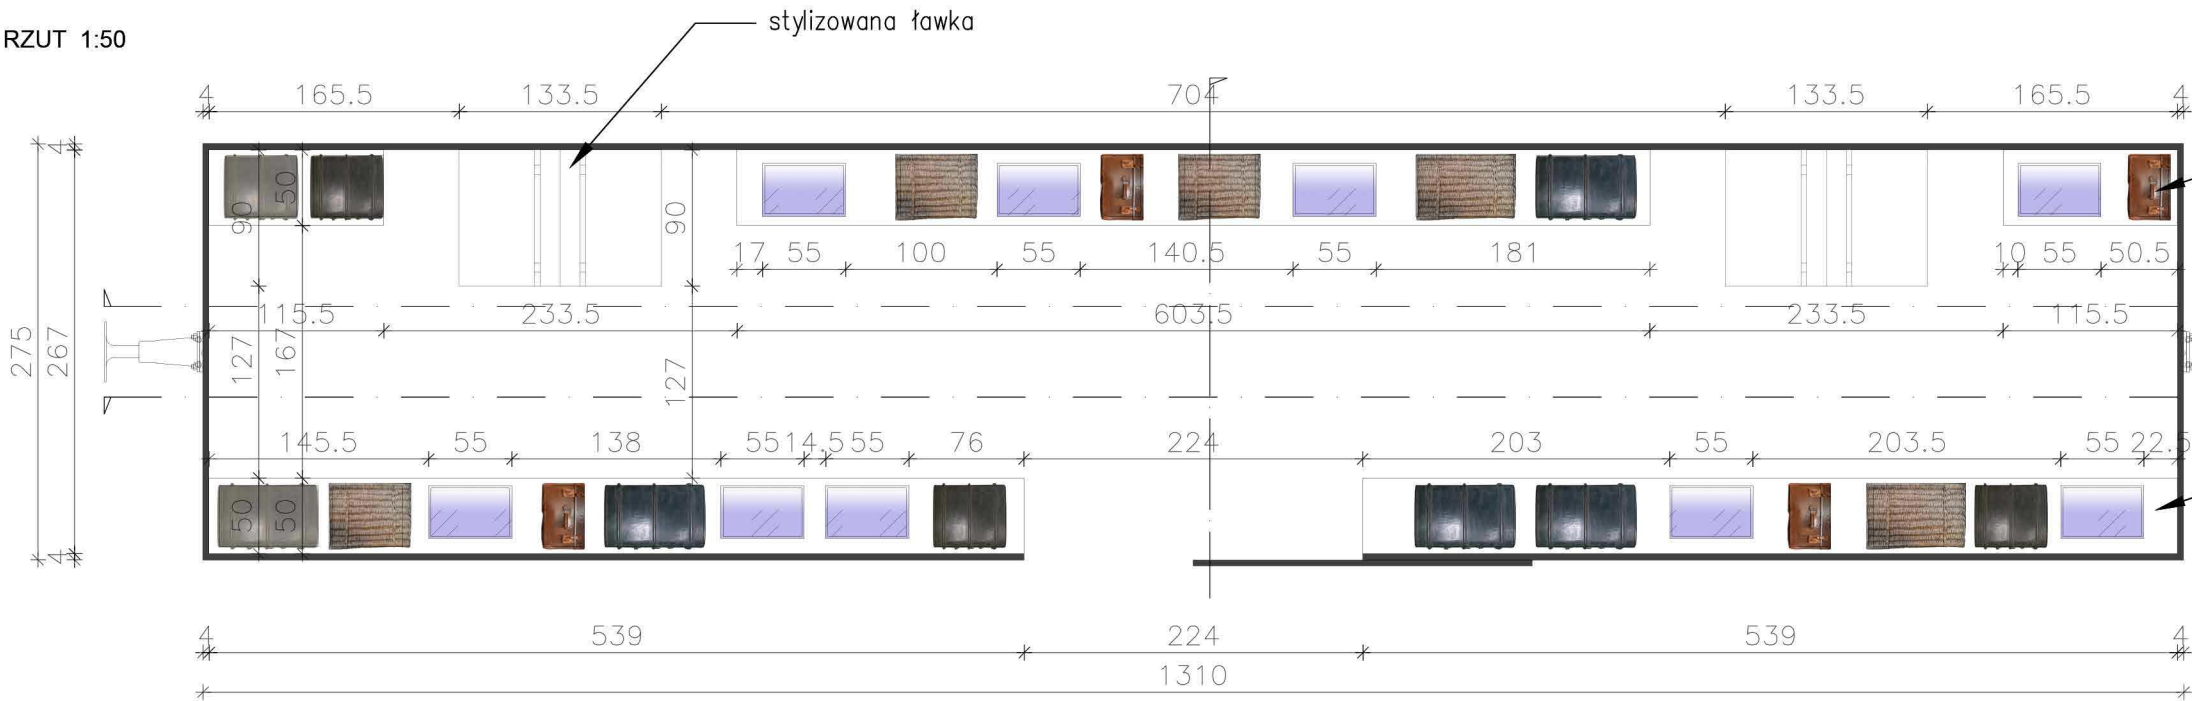 stylizowana ławka
RZUT 1:50
4 165.5 133.5 704 133.5 165.5 4
4
50
90 90
17 55 100 55 140.5 55 181 10 55 50.5
115.5 233.5 603.5 233.5 115.5
275 267 127 167 127
145.5 55 138 55 14.5 55 76 224 203 55 203.5 55 22.5
50 50
4
4 539 224 539 4
1310